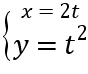 x = 2t
y = t²